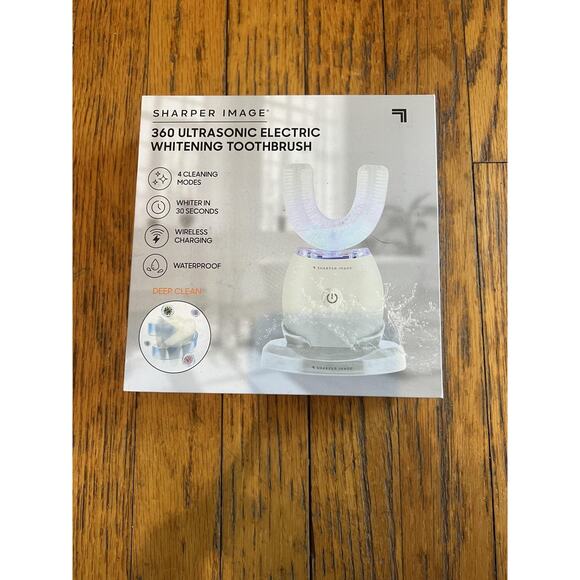 SHARPER IMAGE®
360 ULTRASONIC ELECTRIC
WHITENING TOOTHBRUSH
4 CLEANING
MODES
WHITER IN
30 SECONDS
WIRELESS
CHARGING
WATERPROOF
DEEP CLEAN
SHARPER IMAGE
SHARPER IMAGE